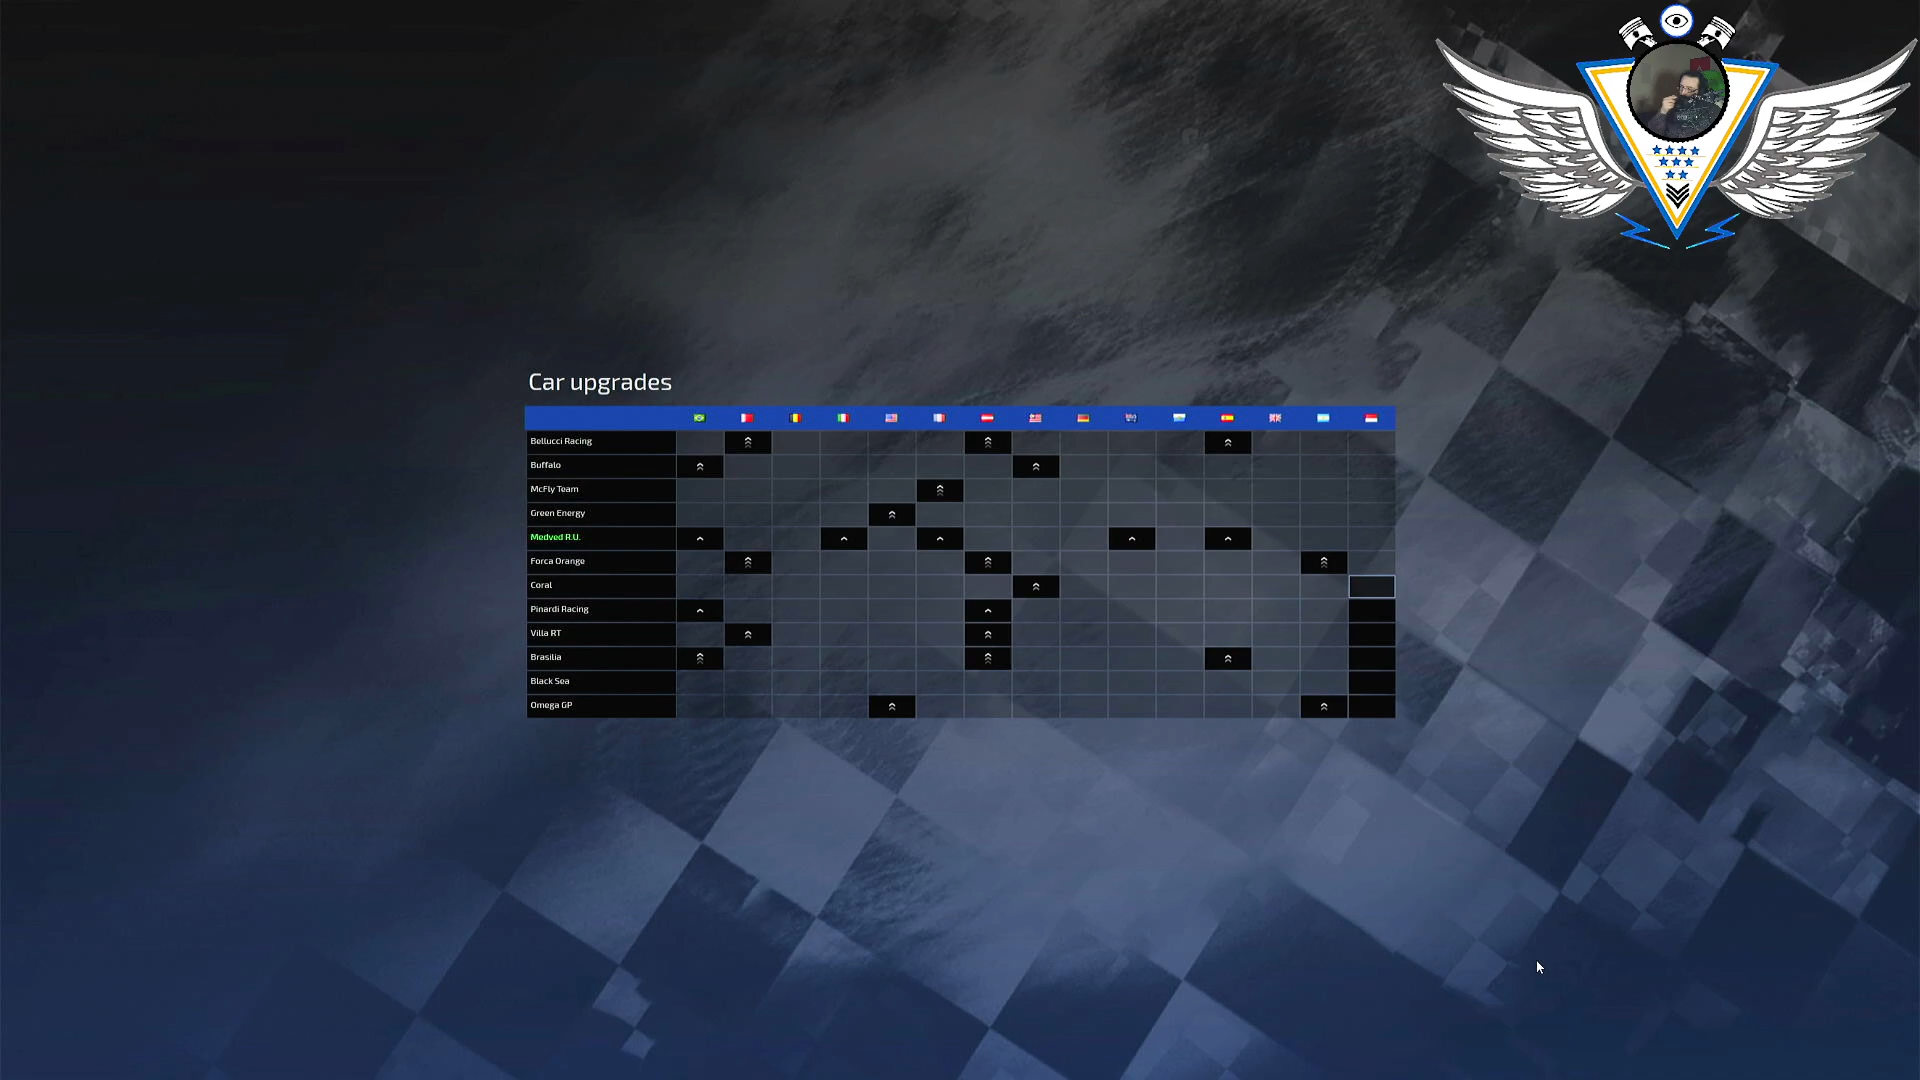 Car upgrades
Bellucci Racing
Buffalo
McFly Team
Green Energy
Medved R.U.
Forca Orange
Coral
Pinardi Racing
Villa RT
Brasilia
Black Sea
Omega GP